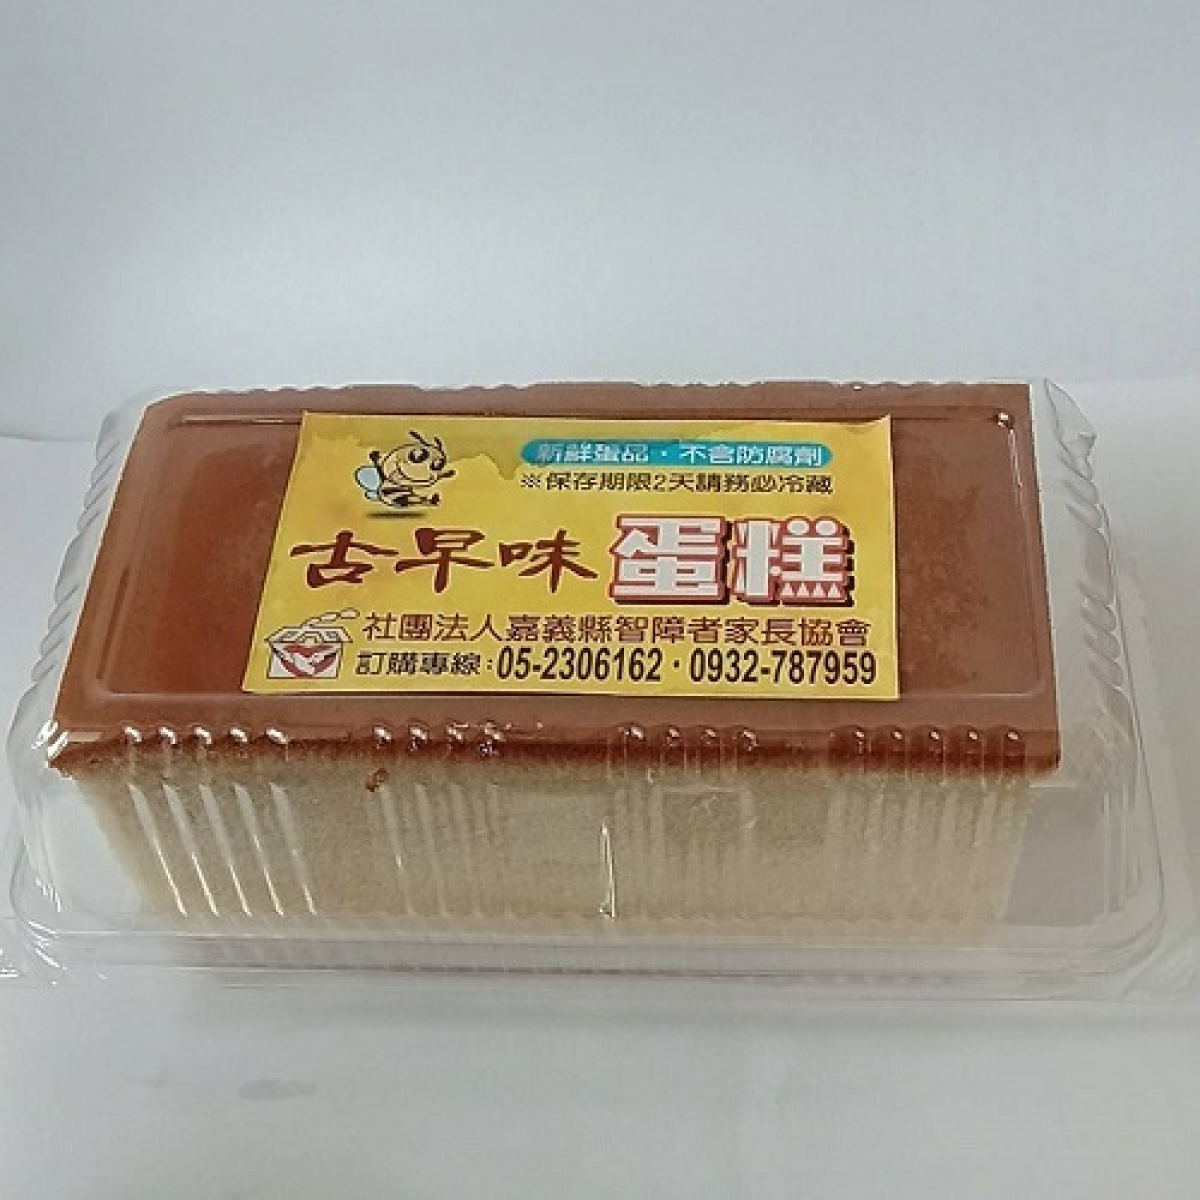 新鮮蛋品・不含防腐劑
※保存期限2天請務必冷藏
古早味蛋糕
社團法人嘉義縣智障者家長協會
訂購專線:05-2306162・0932-787959